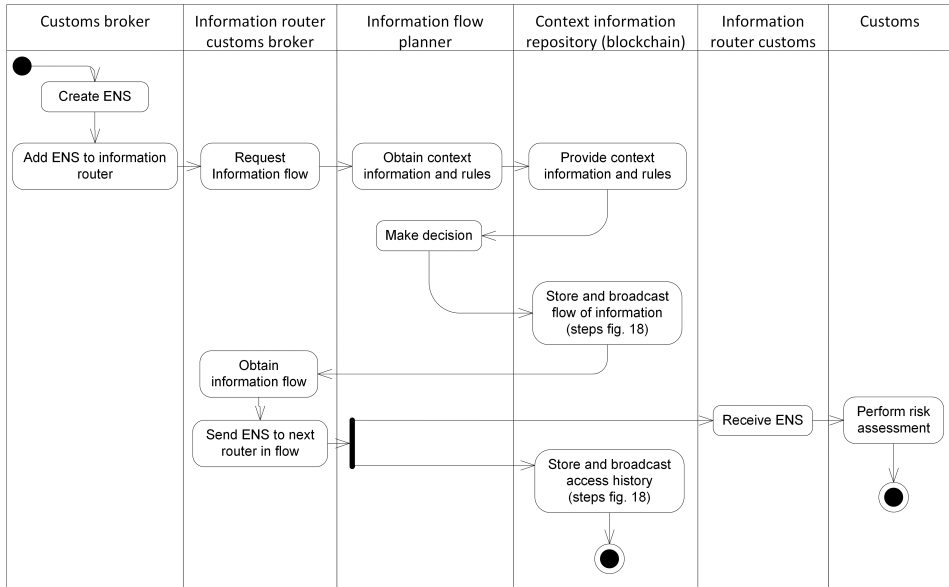 Customs broker
Information router
customs broker
Information flow
planner
Context information
repository (blockchain)
Information
router customs
Customs
Create ENS
Add ENS to information
router
Request
Information flow
Obtain context
information and rules
Provide context
information and rules
Make decision
Store and broadcast
flow of information
(steps fig. 18)
Obtain
information flow
Send ENS to next
router in flow
Receive ENS
Perform risk
assessment
Store and broadcast
access history
(steps fig. 18)